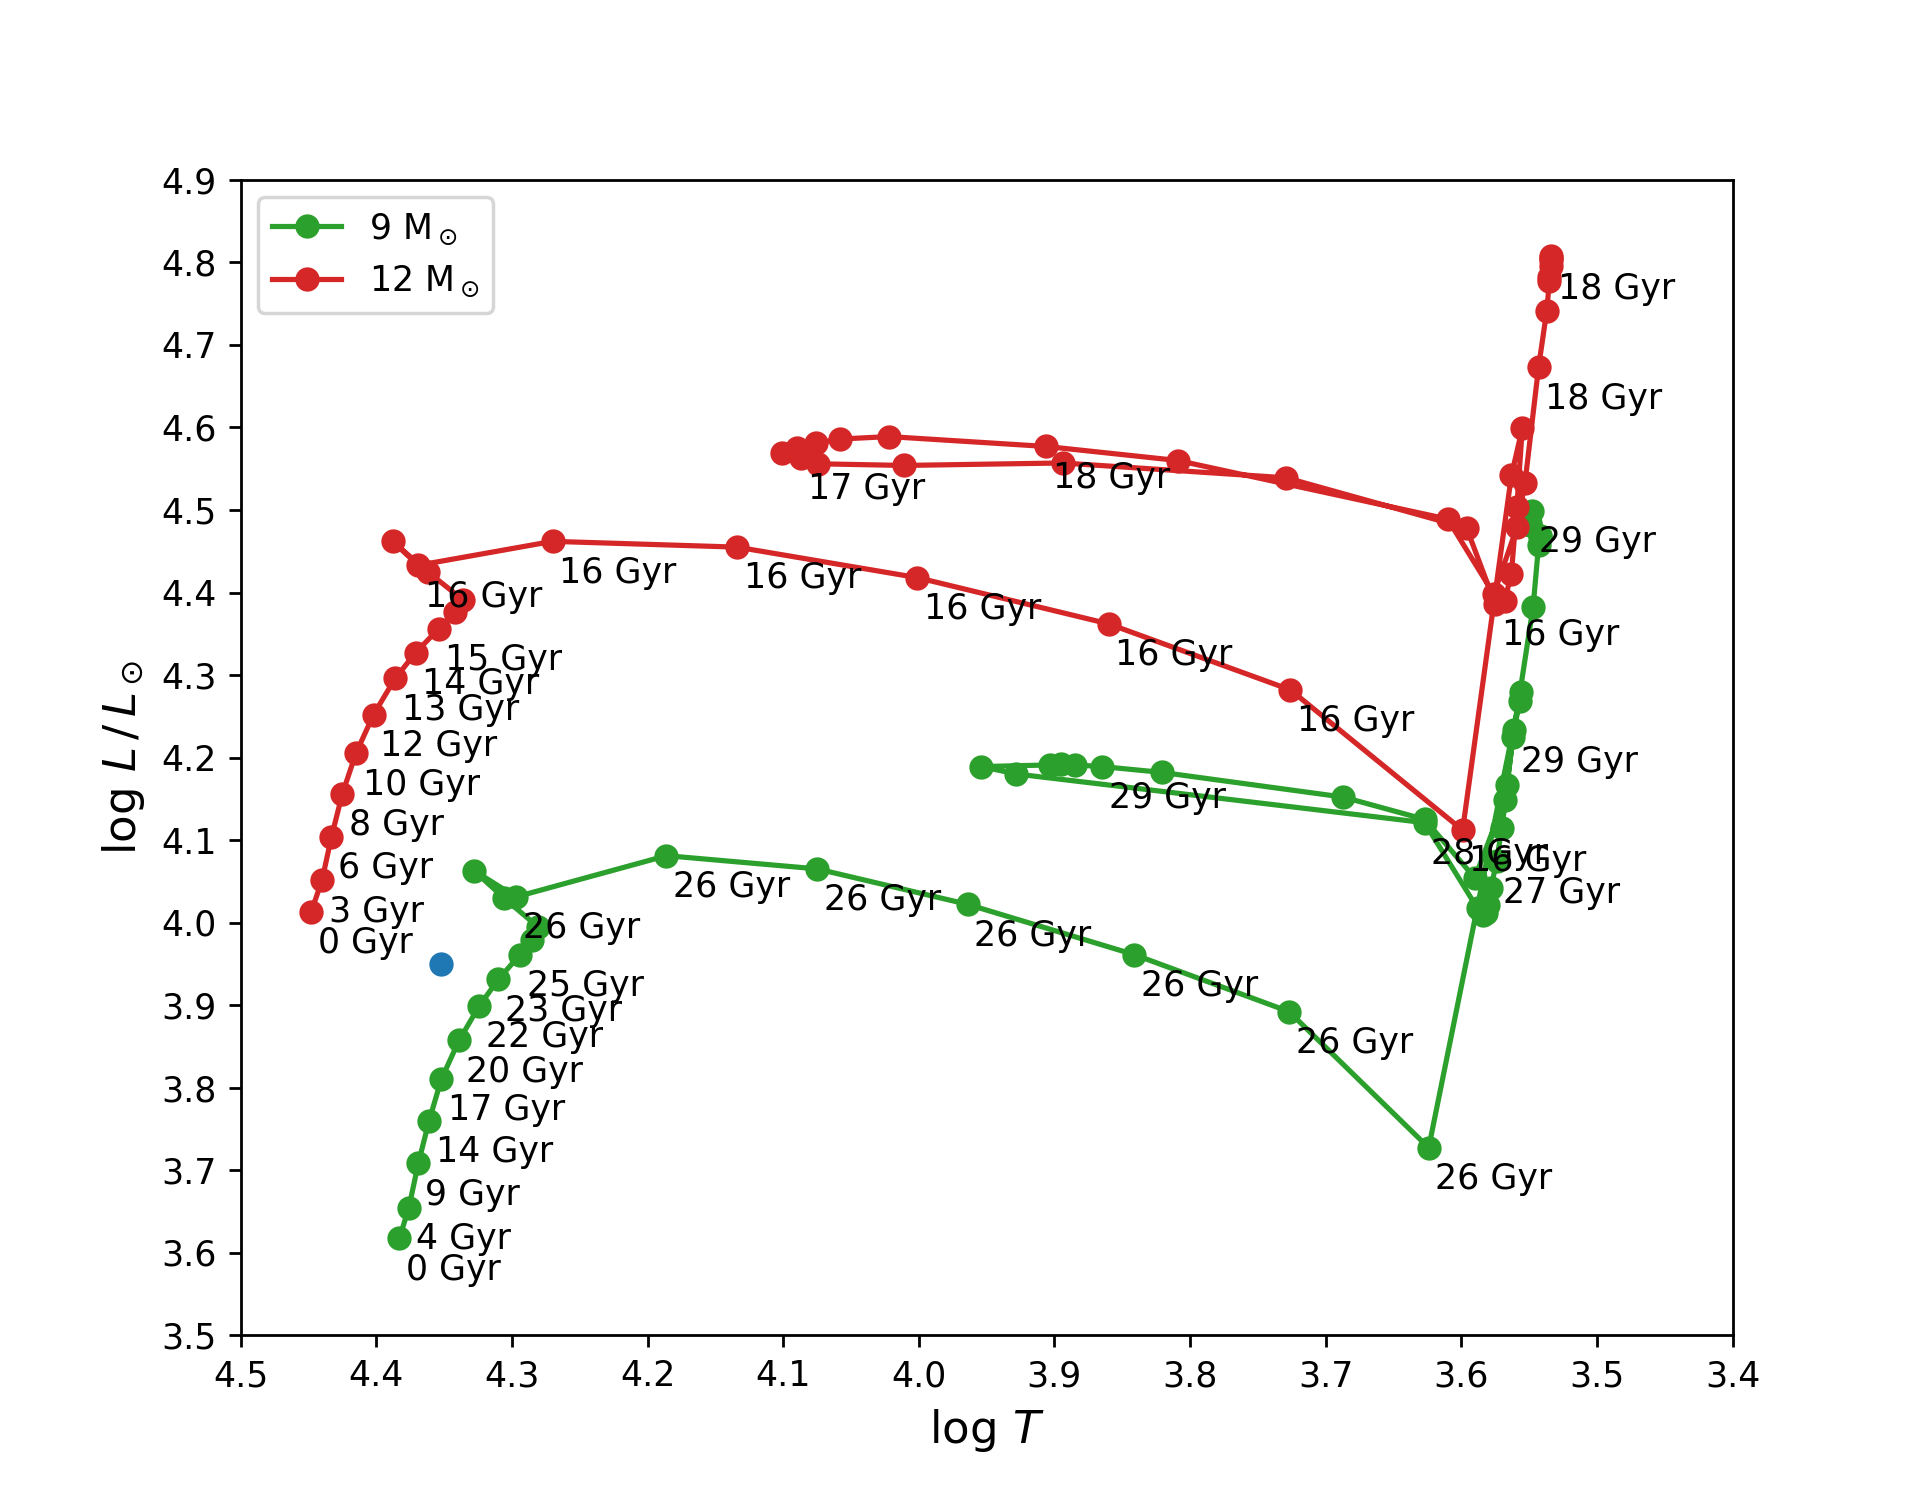 9 M⊙
12 M⊙
4.9
4.8
4.7
4.6
4.5
4.4
4.3
4.2
4.1
4.0
3.9
3.8
3.7
3.6
3.5
log L/L⊙
18 Gyr
18 Gyr
17 Gyr
18 Gyr
29 Gyr
16 Gyr
16 Gyr
16 Gyr
16 Gyr
16 Gyr
16 Gyr
16 Gyr
15 Gyr
14 Gyr
13 Gyr
12 Gyr
10 Gyr
8 Gyr
6 Gyr
3 Gyr
0 Gyr
29 Gyr
29 Gyr
28 Gyr
16 Gyr
27 Gyr
26 Gyr
26 Gyr
26 Gyr
26 Gyr
26 Gyr
26 Gyr
26 Gyr
25 Gyr
23 Gyr
22 Gyr
20 Gyr
17 Gyr
14 Gyr
9 Gyr
4 Gyr
0 Gyr
4.5 4.4 4.3 4.2 4.1 4.0 3.9 3.8 3.7 3.6 3.5 3.4
log T